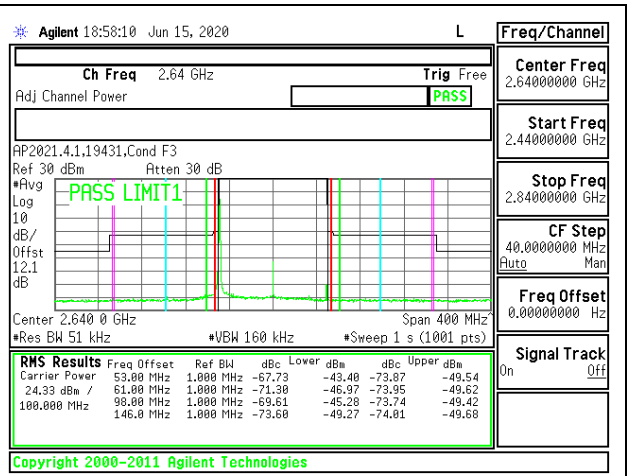 Agilent 18:58:10 Jun 15, 2020 L
Freq/Channel
Ch Freq 2.64 GHz Trig Free
Adj Channel Power PASS
AP2021.4.1,19431,Cond F3
Ref 30 dBm Atten 30 dB
#Avg
Log
10
dB/
Offst
12.1
dB
PASS LIMIT1
Center 2.640 0 GHz Span 400 MHz
#Res BW 51 kHz #VBW 160 kHz #Sweep 1 s (1001 pts)
RMS Results Freq Offset Ref BW dBc Lower dBm dBc Upper dBm
Carrier Power 53.00 MHz 1.000 MHz -67.73 -43.40 -73.87 -49.54
24.33 dBm / 61.00 MHz 1.000 MHz -71.30 -46.97 -73.95 -49.62
100.000 MHz 98.00 MHz 1.000 MHz -69.61 -45.28 -73.74 -49.42
146.0 MHz 1.000 MHz -73.60 -49.27 -74.01 -49.68
Copyright 2000-2011 Agilent Technologies
Center Freq
2.64000000 GHz
Start Freq
2.44000000 GHz
Stop Freq
2.84000000 GHz
CF Step
40.0000000 MHz
Auto Man
Freq Offset
0.00000000 Hz
Signal Track
On Off